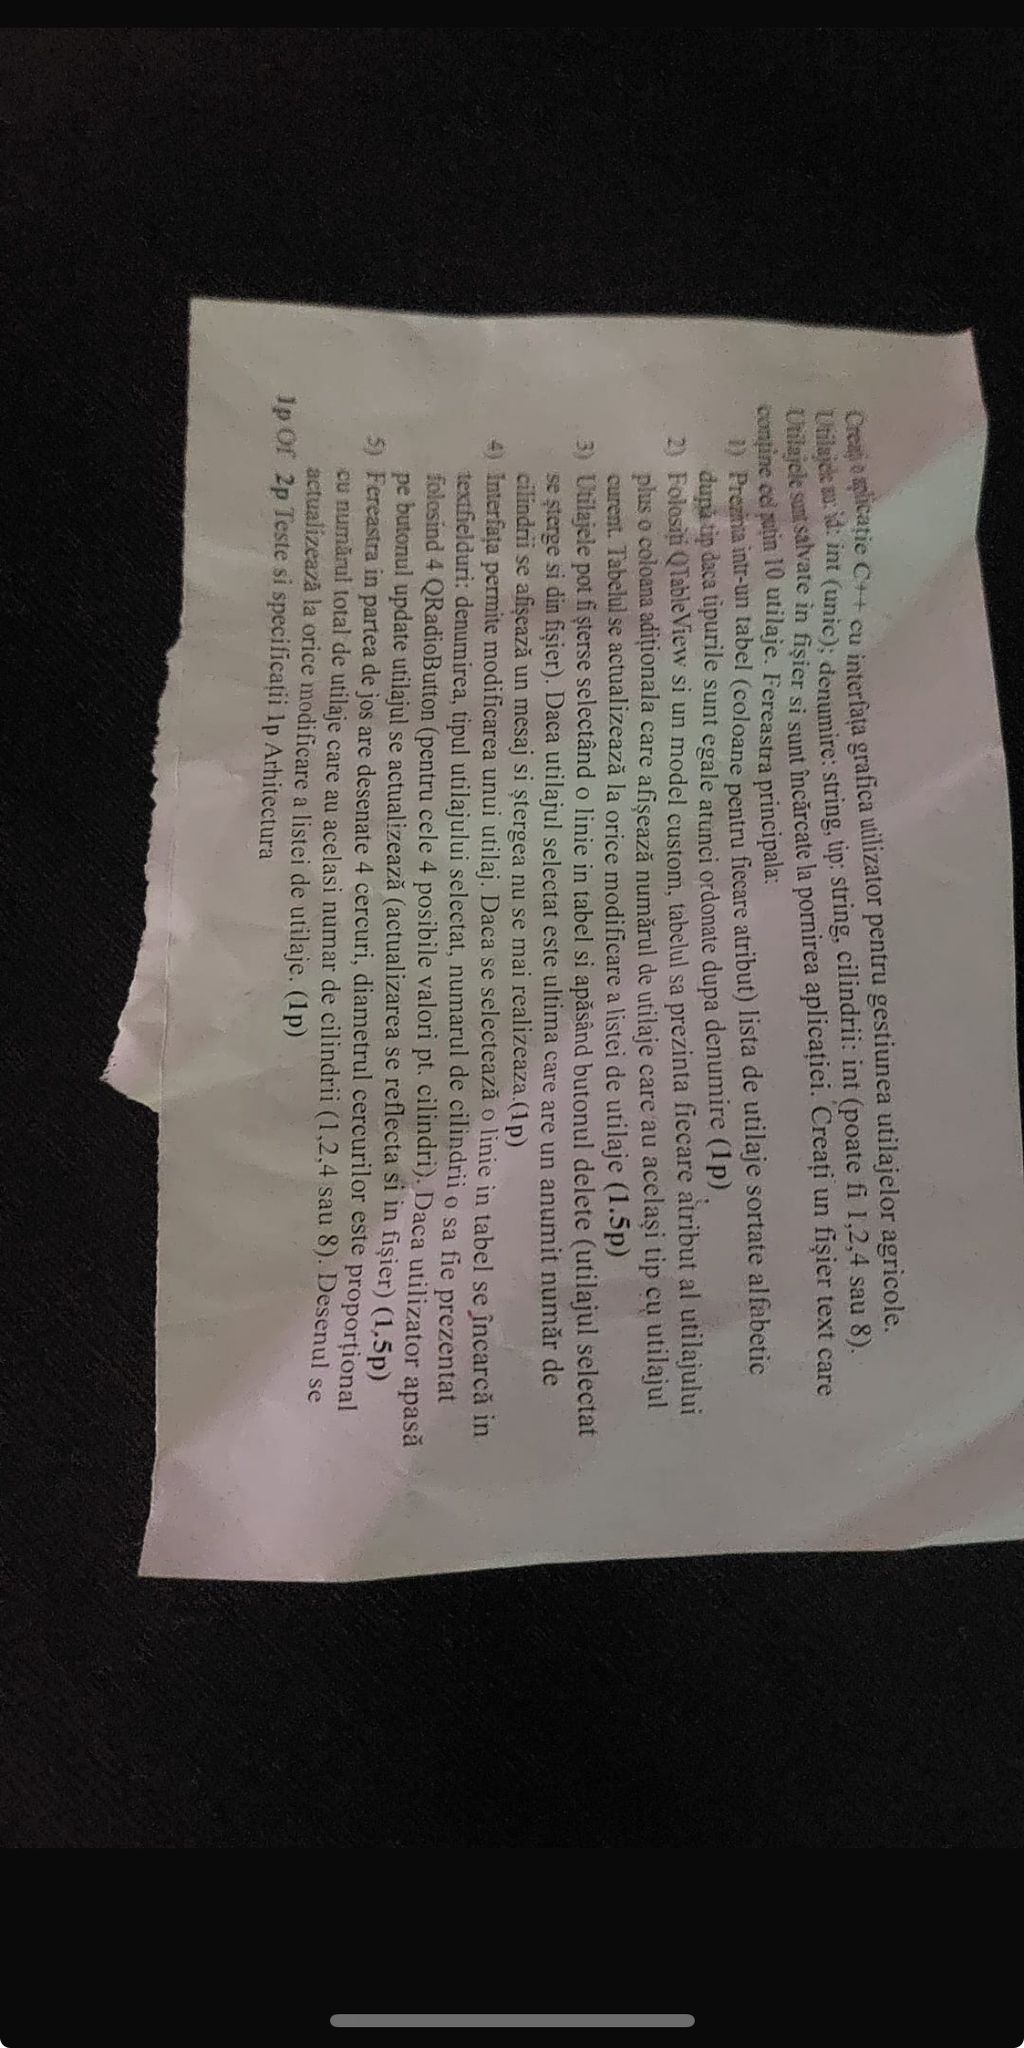 Creați o aplicație C++ cu interfața grafica utilizator pentru gestiunea utilajelor agricole.
Utilajele au: id: int (unic); denumire: string, tip: string, cilindrii: int (poate fi 1,2,4 sau 8).
Utilajele sunt salvate in fișier si sunt încărcate la pornirea aplicației. Creați un fișier text care
conține cel puțin 10 utilaje. Fereastra principala:
1) Prezinta intr-un tabel (coloane pentru fiecare atribut) lista de utilaje sortate alfabetic
după tip daca tipurile sunt egale atunci ordonate dupa denumire (1p)
2) Folosiți QTableView si un model custom, tabelul sa prezinta fiecare atribut al utilajului
plus o coloana adițională care afișează numărul de utilaje care au același tip cu utilajul
curent. Tabelul se actualizează la orice modificare a listei de utilaje (1.5p)
3) Utilajele pot fi șterse selectând o linie in tabel si apăsând butonul delete (utilajul selectat
se șterge si din fișier). Daca utilajul selectat este ultima care are un anumit număr de
cilindrii se afișează un mesaj si ștergea nu se mai realizeaza.(1p)
4) Interfața permite modificarea unui utilaj. Daca se selectează o linie in tabel se încarcă in
textfielduri: denumirea, tipul utilajului selectat, numarul de cilindrii o sa fie prezentat
folosind 4 QRadioButton (pentru cele 4 posibile valori pt. cilindri). Daca utilizator apasă
pe butonul update utilajul se actualizează (actualizarea se reflecta si in fișier) (1,5p)
5) Fereastra in partea de jos are desenate 4 cercuri, diametrul cercurilor este proporțional
cu numărul total de utilaje care au acelasi numar de cilindrii (1,2,4 sau 8). Desenul se
actualizează la orice modificare a listei de utilaje. (1p)
1p Of 2p Teste si specificații 1p Arhitectura